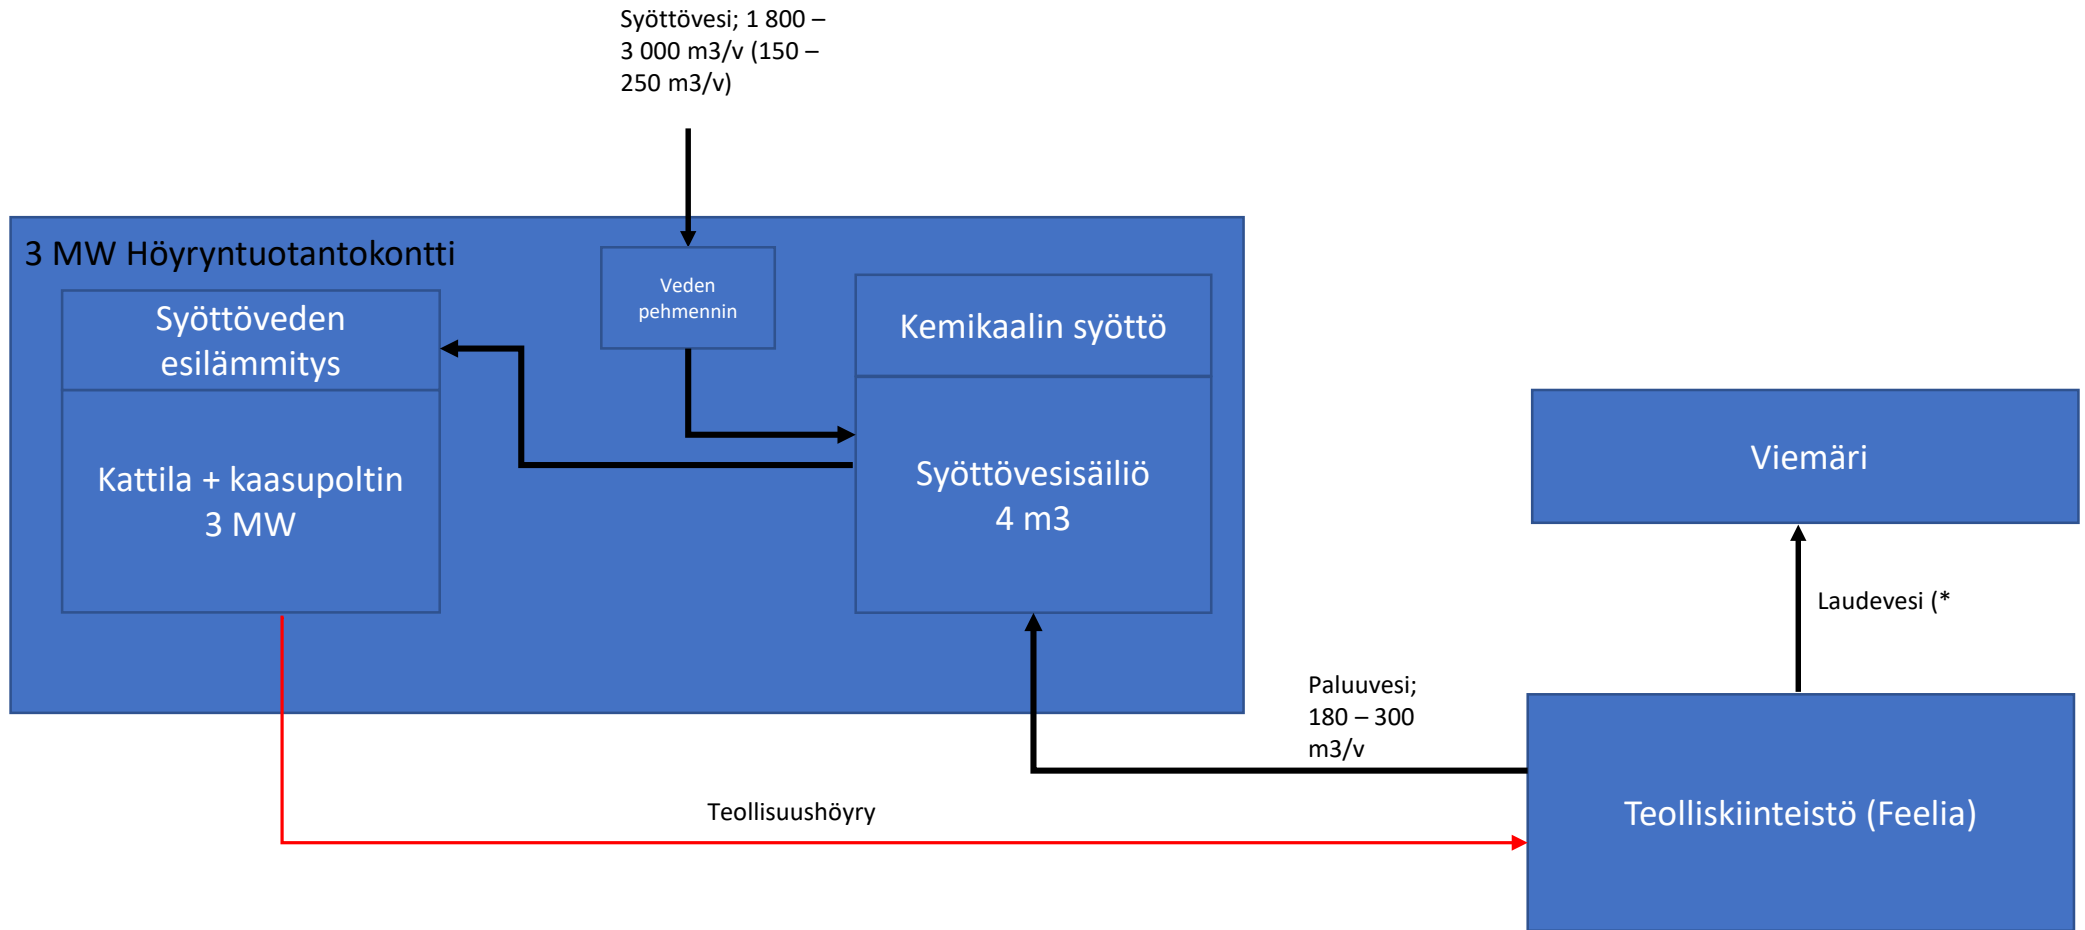 Syöttövesi; 1 800 –
3 000 m3/v (150 –
250 m3/v)
3 MW Höyryntuotantokontti
Veden
pehmennin
Syöttöveden
esilämmitys
Kemikaalin syöttö
Kattila + kaasupoltin
3 MW
Syöttövesisäiliö
4 m3
Viemäri
Laudevesi (*
Paluuvesi;
180 – 300
m3/v
Teollisuushöyry
Teolliskiinteistö (Feelia)